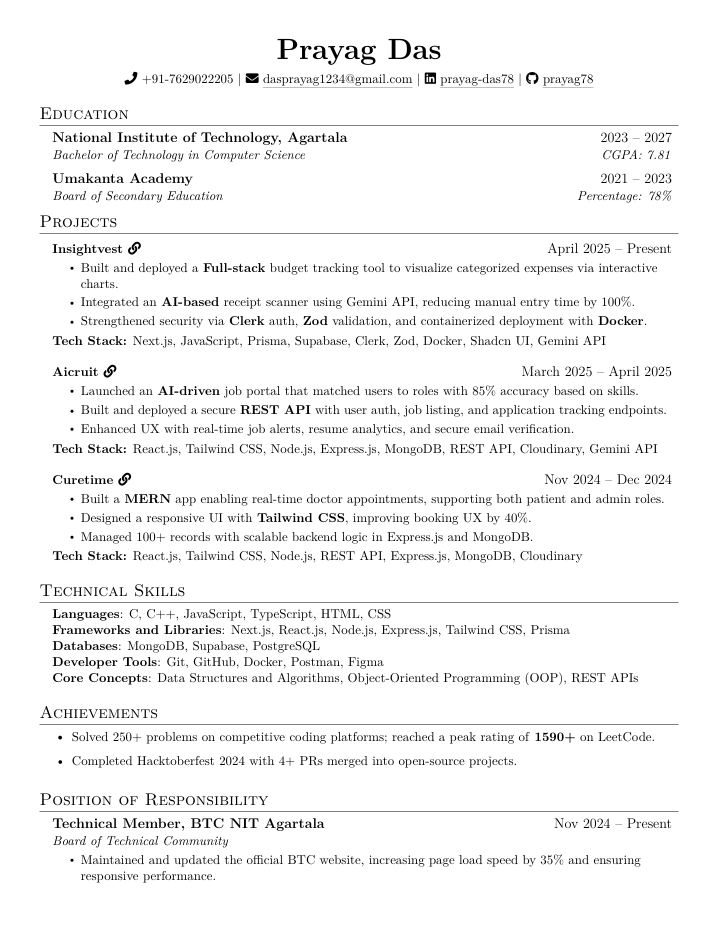 Prayag Das
+91-7629022205 | dasprayag1234@gmail.com | prayag-das78 | prayag78
Education
National Institute of Technology, Agartala 2023 – 2027
Bachelor of Technology in Computer Science CGPA: 7.81
Umakanta Academy 2021 – 2023
Board of Secondary Education Percentage: 78%
Projects
Insightvest April 2025 – Present
• Built and deployed a Full-stack budget tracking tool to visualize categorized expenses via interactive
charts.
• Integrated an AI-based receipt scanner using Gemini API, reducing manual entry time by 100%.
• Strengthened security via Clerk auth, Zod validation, and containerized deployment with Docker.
Tech Stack: Next.js, JavaScript, Prisma, Supabase, Clerk, Zod, Docker, Shadcn UI, Gemini API
Aicruit March 2025 – April 2025
• Launched an AI-driven job portal that matched users to roles with 85% accuracy based on skills.
• Built and deployed a secure REST API with user auth, job listing, and application tracking endpoints.
• Enhanced UX with real-time job alerts, resume analytics, and secure email verification.
Tech Stack: React.js, Tailwind CSS, Node.js, Express.js, MongoDB, REST API, Cloudinary, Gemini API
Curetime Nov 2024 – Dec 2024
• Built a MERN app enabling real-time doctor appointments, supporting both patient and admin roles.
• Designed a responsive UI with Tailwind CSS, improving booking UX by 40%.
• Managed 100+ records with scalable backend logic in Express.js and MongoDB.
Tech Stack: React.js, Tailwind CSS, Node.js, REST API, Express.js, MongoDB, Cloudinary
Technical Skills
Languages: C, C++, JavaScript, TypeScript, HTML, CSS
Frameworks and Libraries: Next.js, React.js, Node.js, Express.js, Tailwind CSS, Prisma
Databases: MongoDB, Supabase, PostgreSQL
Developer Tools: Git, GitHub, Docker, Postman, Figma
Core Concepts: Data Structures and Algorithms, Object-Oriented Programming (OOP), REST APIs
Achievements
• Solved 250+ problems on competitive coding platforms; reached a peak rating of 1590+ on LeetCode.
• Completed Hacktoberfest 2024 with 4+ PRs merged into open-source projects.
Position of Responsibility
Technical Member, BTC NIT Agartala Nov 2024 – Present
Board of Technical Community
• Maintained and updated the official BTC website, increasing page load speed by 35% and ensuring
responsive performance.